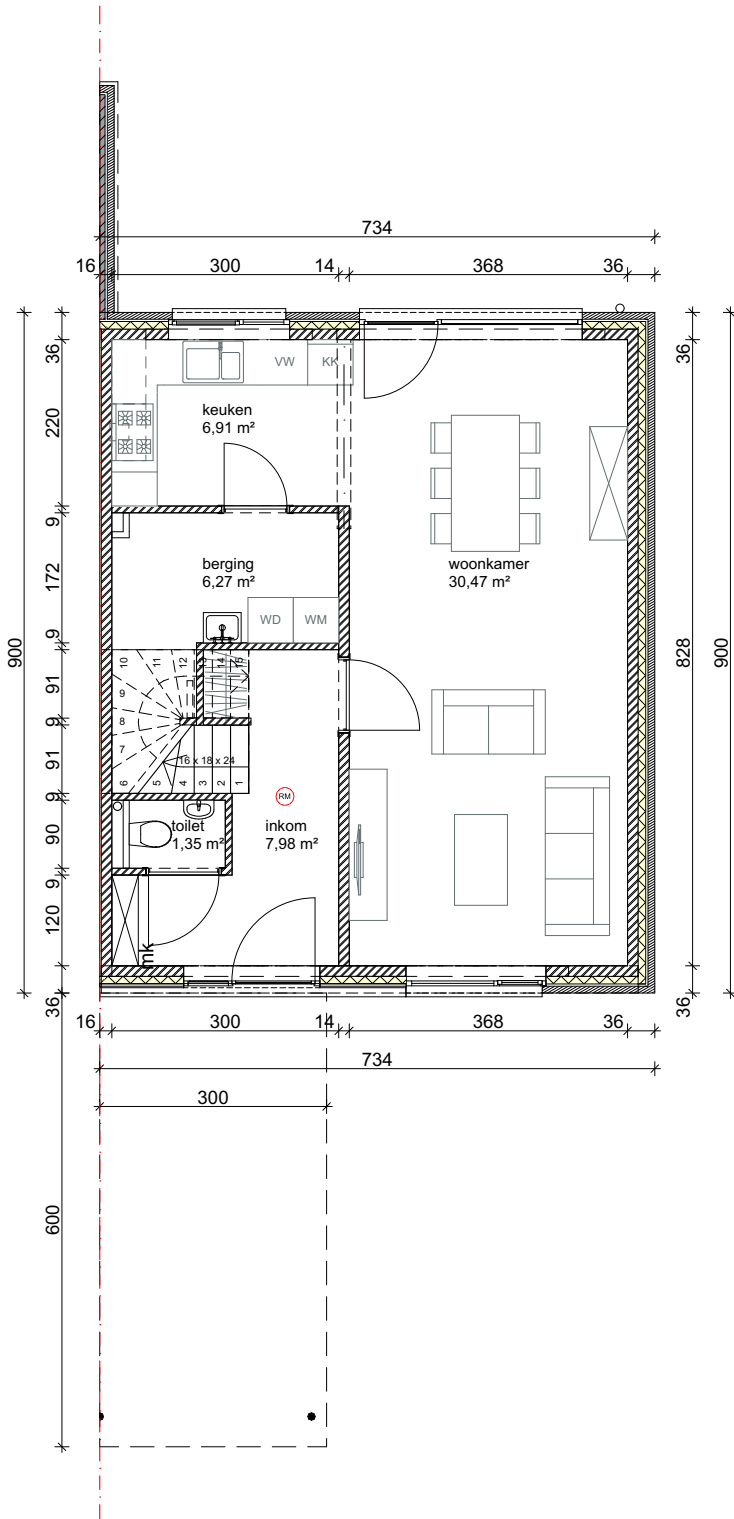 734
16 300 14 368 36
36
220
9
172
9
91
9
91
9
90
9
120
36
900
36
828
36
900
VW
KK
keuken
6,91 m²
berging
6,27 m²
woonkamer
30,47 m²
WD
WM
10
11
12
13
14
15
9
8
7
16 x 18 x 24
6
5
4
3
2
1
RM
toilet
1,35 m²
inkom
7,98 m²
mk
16 300 14 368 36
734
300
600